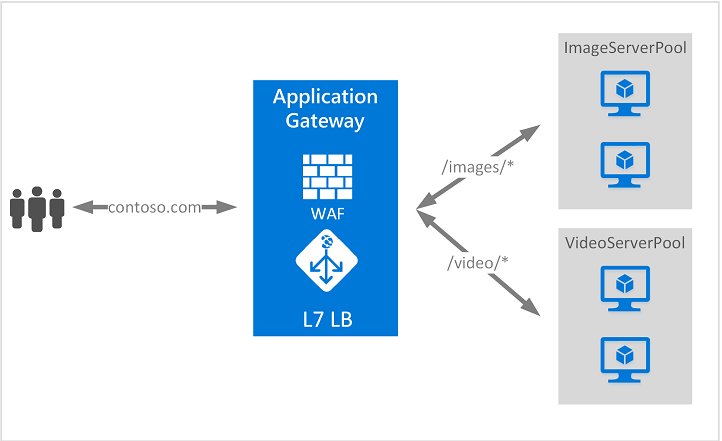 contoso.com
Application
Gateway
WAF
L7 LB
/images/*
/video/*
ImageServerPool
VideoServerPool